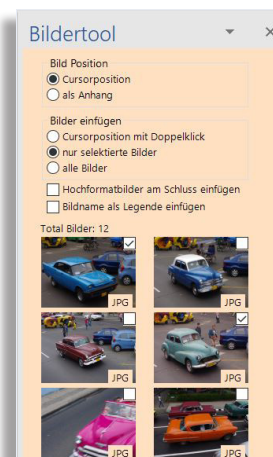 Bildertool
Bild Position
Cursorposition
als Anhang
Bilder einfügen
Cursorposition mit Doppelklick
nur selektierte Bilder
alle Bilder
Hochformatbilder am Schluss einfügen
Bildname als Legende einfügen
Total Bilder: 12
JPG JPG
JPG JPG
JPG JPG